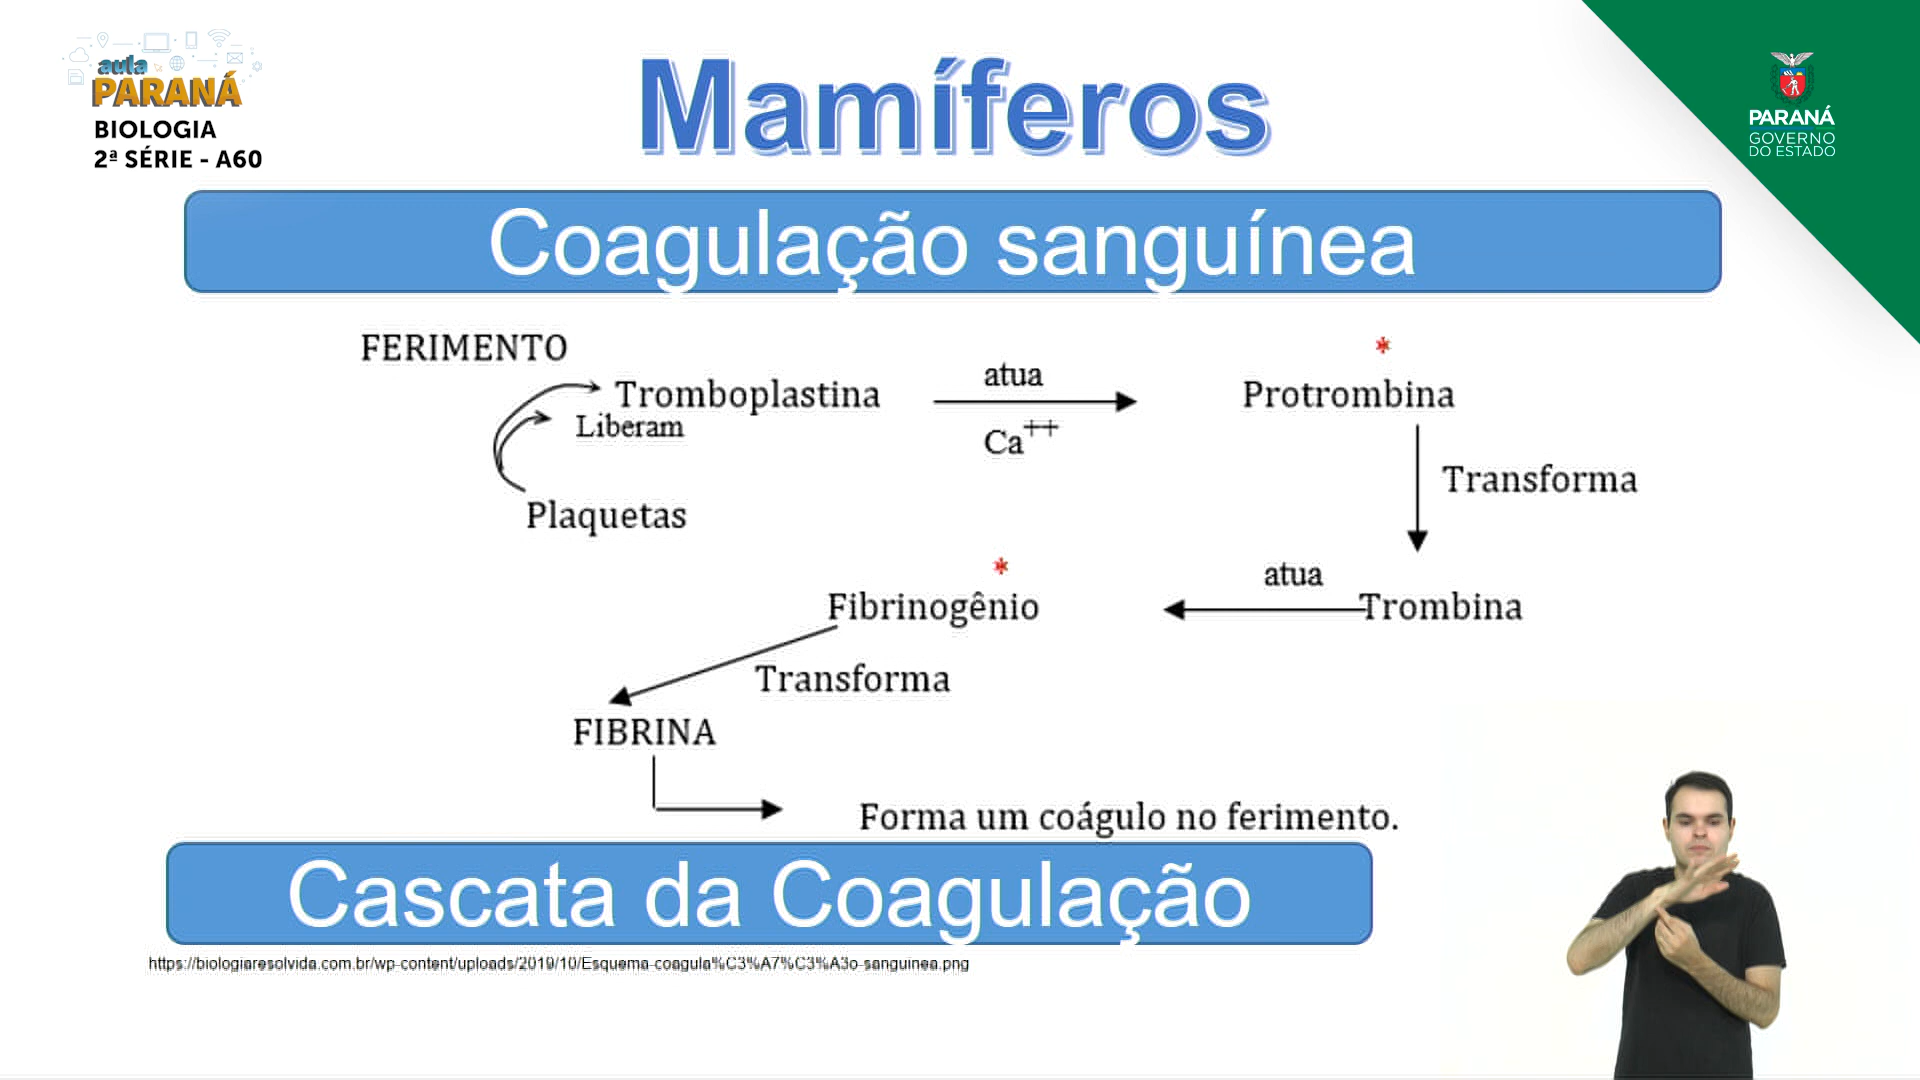 aula
PARANÁ
BIOLOGIA
2ª SÉRIE - A60
Mamíferos
PARANÁ
GOVERNO
DO ESTADO
Coagulação sanguínea
FERIMENTO
*
Tromboplastina
atua
Protrombina
Liberam
Ca++
Transforma
Plaquetas
*
atua
Fibrinogênio
Trombina
Transforma
FIBRINA
Forma um coágulo no ferimento.
Cascata da Coagulação
https://biologiaresolvida.com.br/wp-content/uploads/2019/10/Esquema-coagula%C3%A7%C3%A3o-sanguinea.png